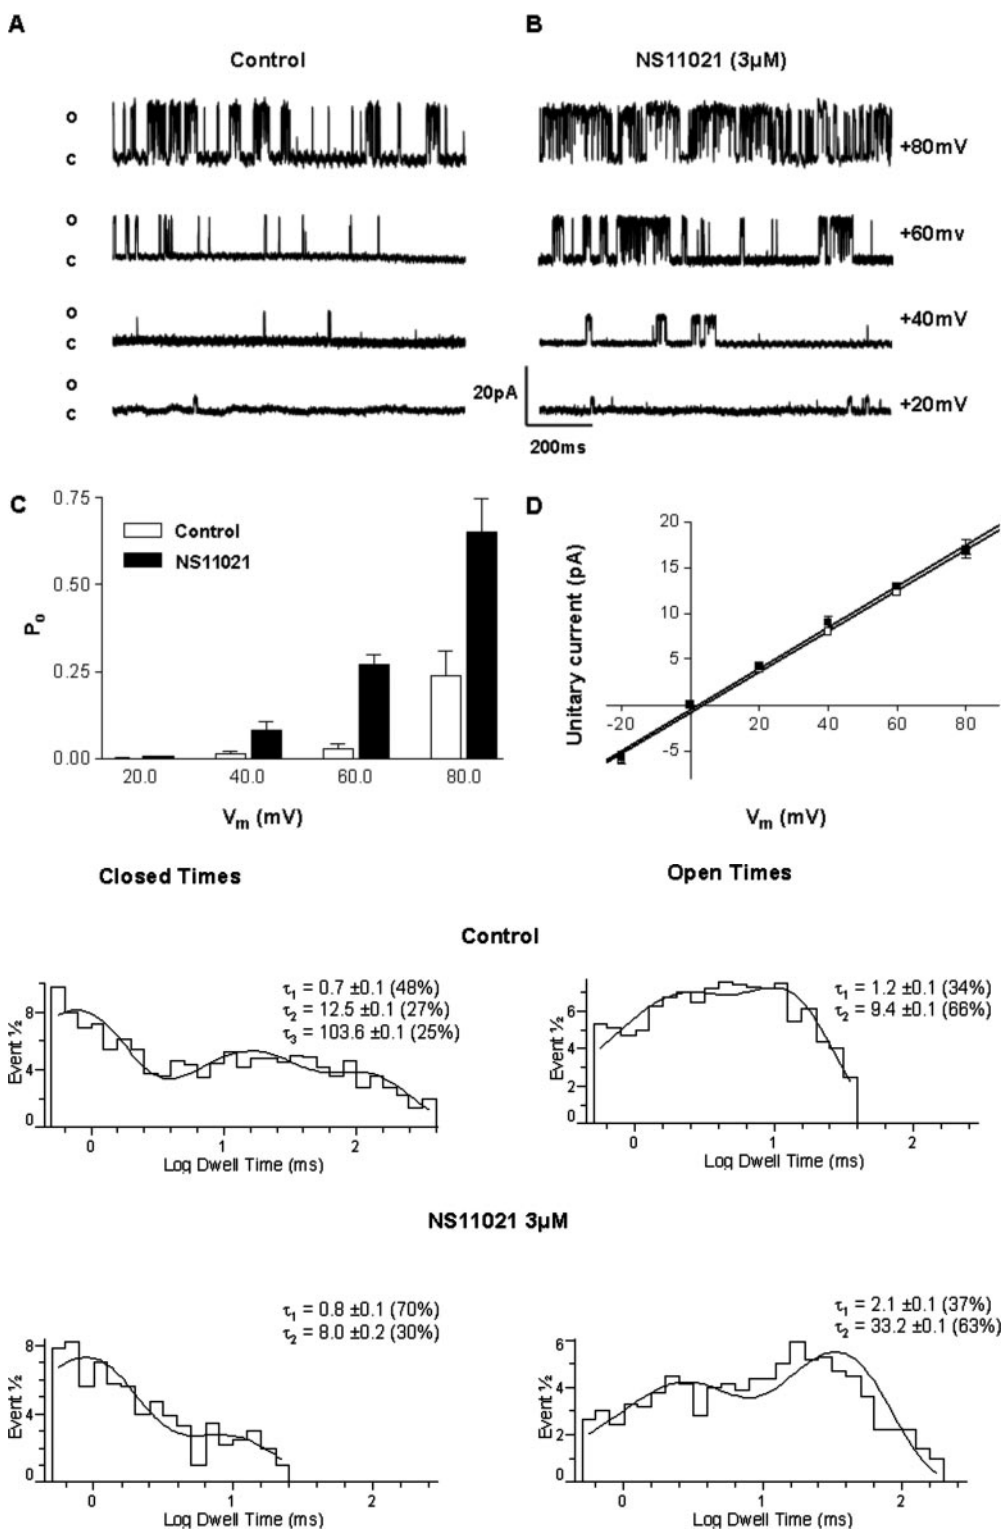 A
B
Control
NS11021 (3µM)
O
C
+80mV
O
C
+60mv
O
C
+40mV
O
C
+20mV
20pA
200ms
C
D
0.75
0.50
0.25
0.00
Po
Control
NS11021
20.0
40.0
60.0
80.0
Vm (mV)
20
15
10
5
-5
Unitary current (pA)
-20
20
40
60
80
Vm (mV)
Closed Times
Open Times
Control
τ1 = 0.7 ±0.1 (48%)
τ2 = 12.5 ±0.1 (27%)
τ3 = 103.6 ±0.1 (25%)
8
4
0
Event ½
0
1
2
Log Dwell Time (ms)
τ1 = 1.2 ±0.1 (34%)
τ2 = 9.4 ±0.1 (66%)
6
4
2
0
Event ½
0
1
2
Log Dwell Time (ms)
NS11021 3µM
τ1 = 0.8 ±0.1 (70%)
τ2 = 8.0 ±0.2 (30%)
8
4
0
Event ½
0
1
2
Log Dwell Time (ms)
τ1 = 2.1 ±0.1 (37%)
τ2 = 33.2 ±0.1 (63%)
6
4
2
0
Event ½
0
1
2
Log Dwell Time (ms)